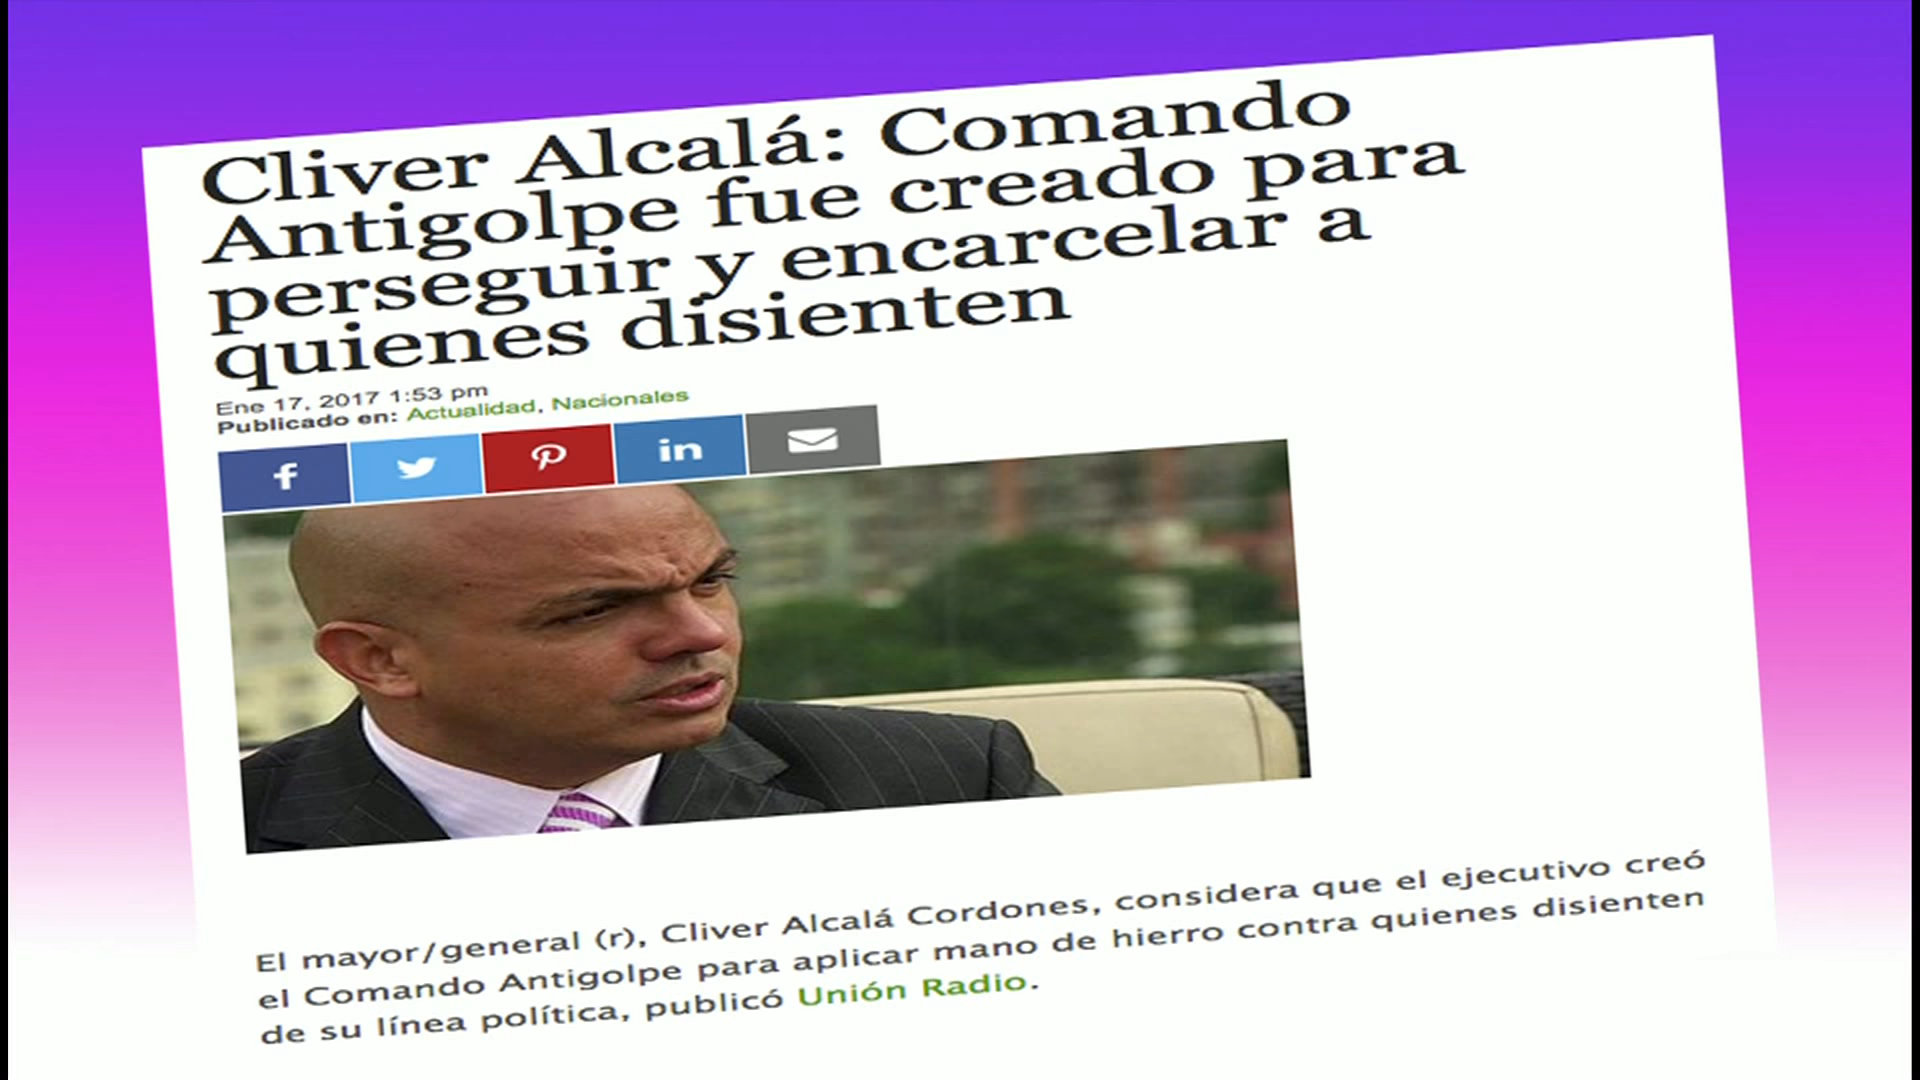 Cliver Alcalá: Comando
Antigolpe fue creado para
perseguir y encarcelar a
quienes disienten
Ene 17, 2017 1:53 pm
Publicado en: Actualidad, Nacionales
f
in
El mayor/general (r), Cliver Alcalá Cordones, considera que el ejecutivo creó
el Comando Antigolpe para aplicar mano de hierro contra quienes disienten
de su línea política, publicó Unión Radio.